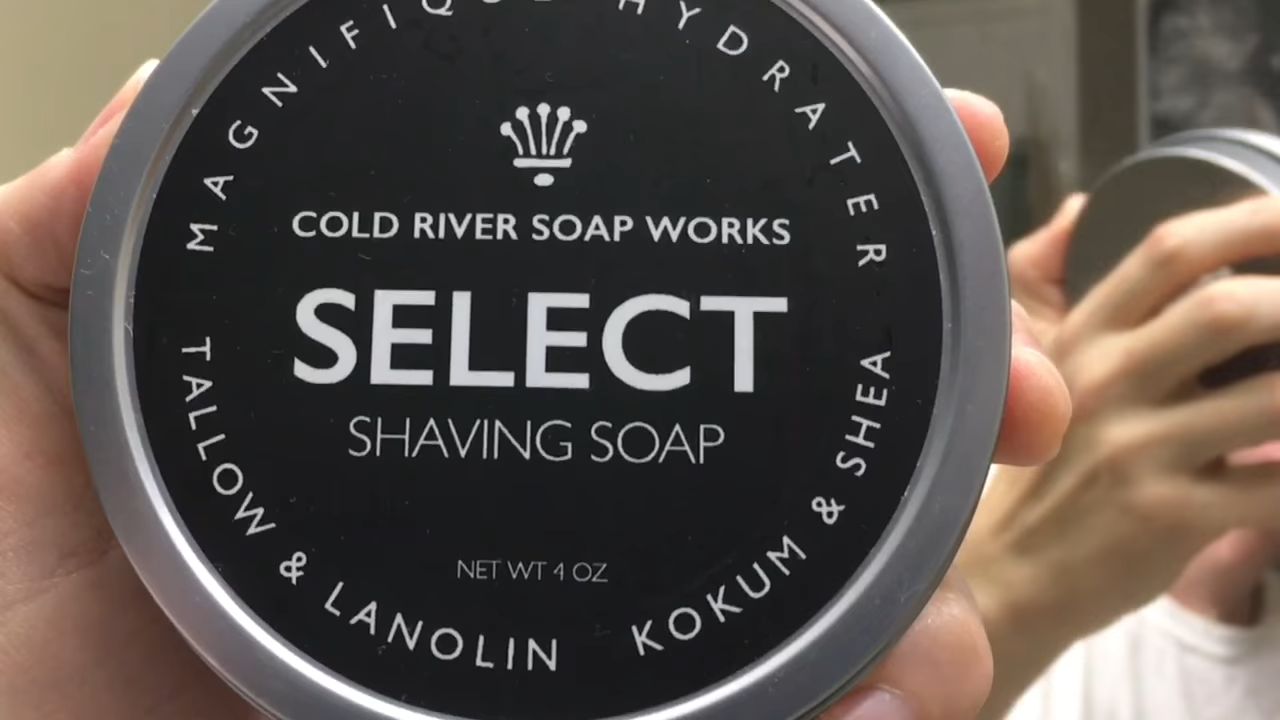 MAGNIFIQUE HYDRATER
COLD RIVER SOAP WORKS
SELECT
SHAVING SOAP
NET WT 4 OZ
TALLOW & LANOLIN
KOKUM & SHEA